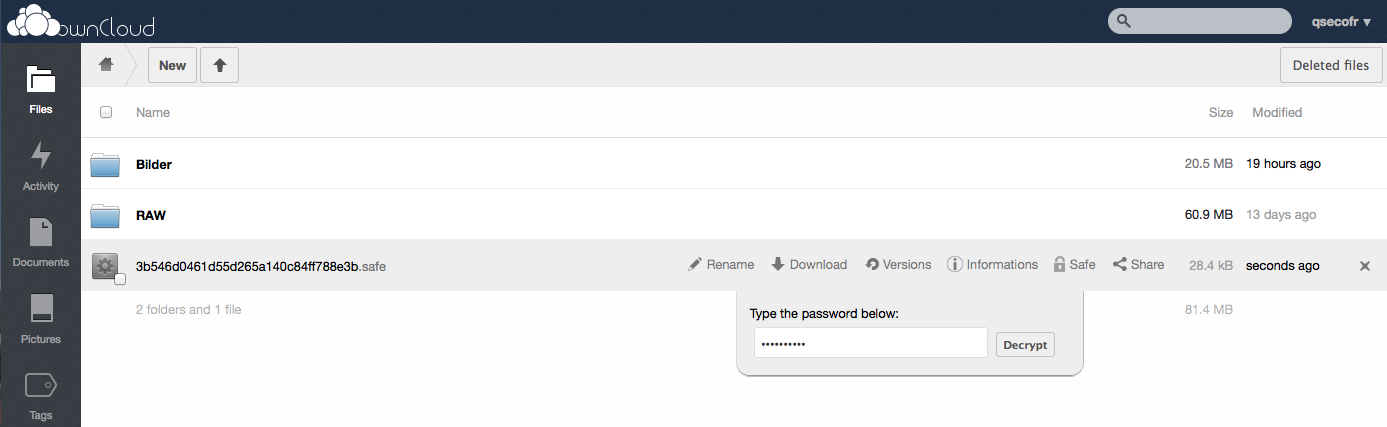 ownCloud
qsecofr ▾
Files
Activity
Documents
Pictures
Tags
New
Deleted files
Name Size Modified
Bilder 20.5 MB 19 hours ago
RAW 60.9 MB 13 days ago
3b546d0461d55d265a140c84ff788e3b.safe Rename Download Versions Informations Safe Share 28.4 kB seconds ago
2 folders and 1 file 81.4 MB
Type the password below:
••••••••••
Decrypt